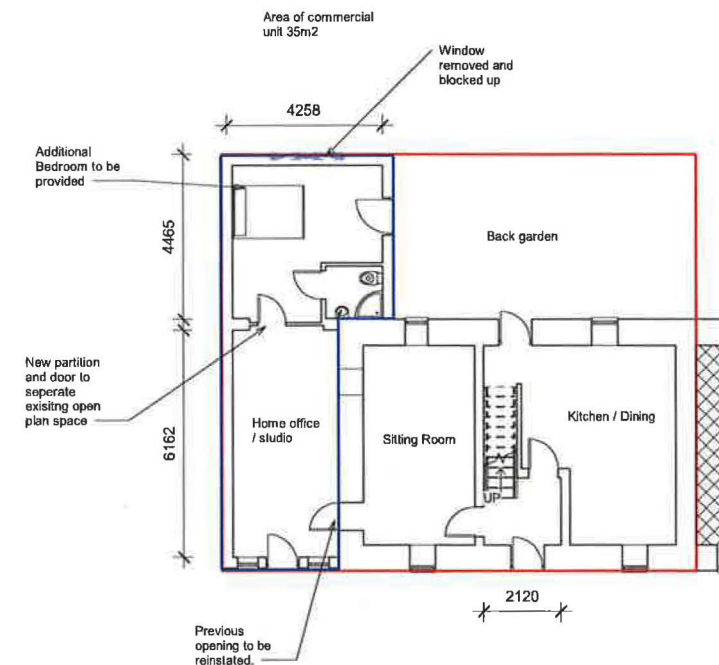 Area of commercial
unit 35m2
Window
removed and
blocked up
4258
Additional
Bedroom to be
provided
4465
Back garden
New partition
and door to
seperate
exisitng open
plan space
6162
Home office
/ studio
Sitting Room
Kitchen / Dining
UP
2120
Previous
opening to be
reinstated.